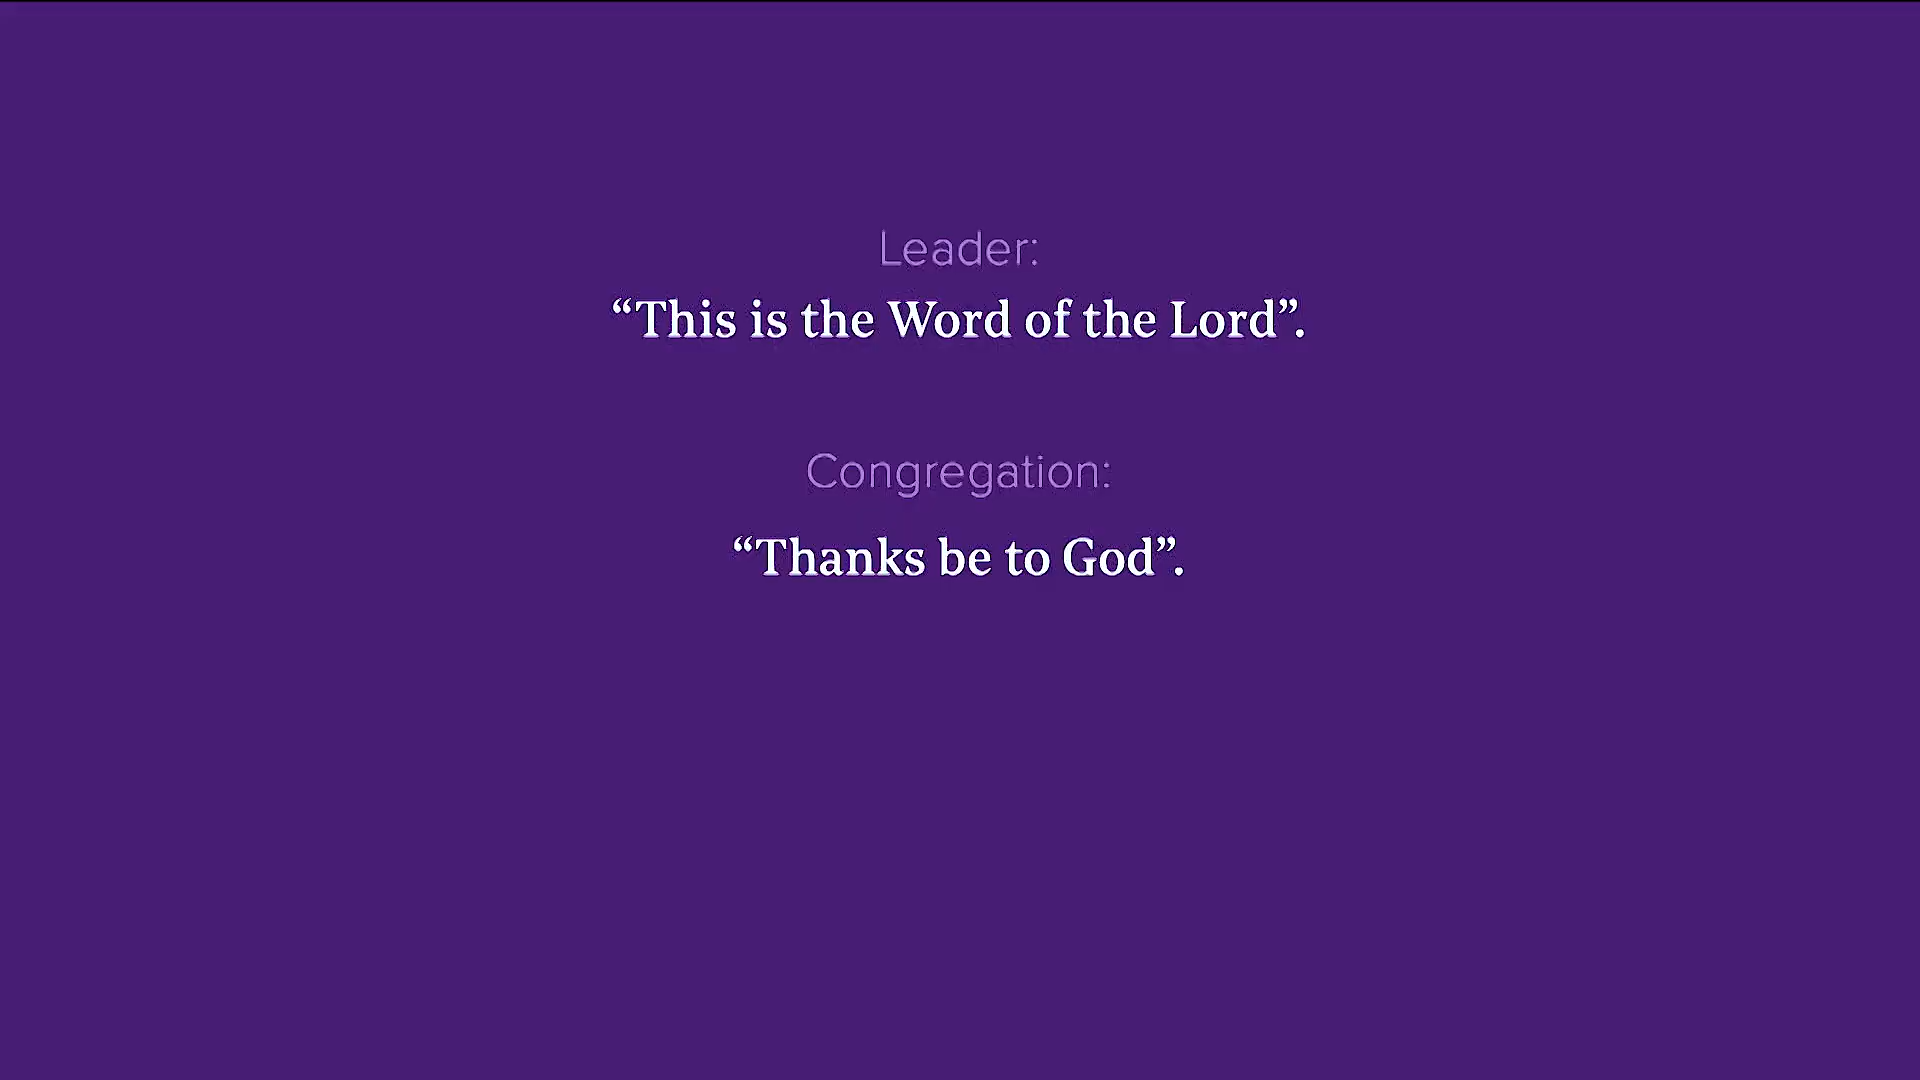 Leader:
“This is the Word of the Lord”.
Congregation:
“Thanks be to God”.